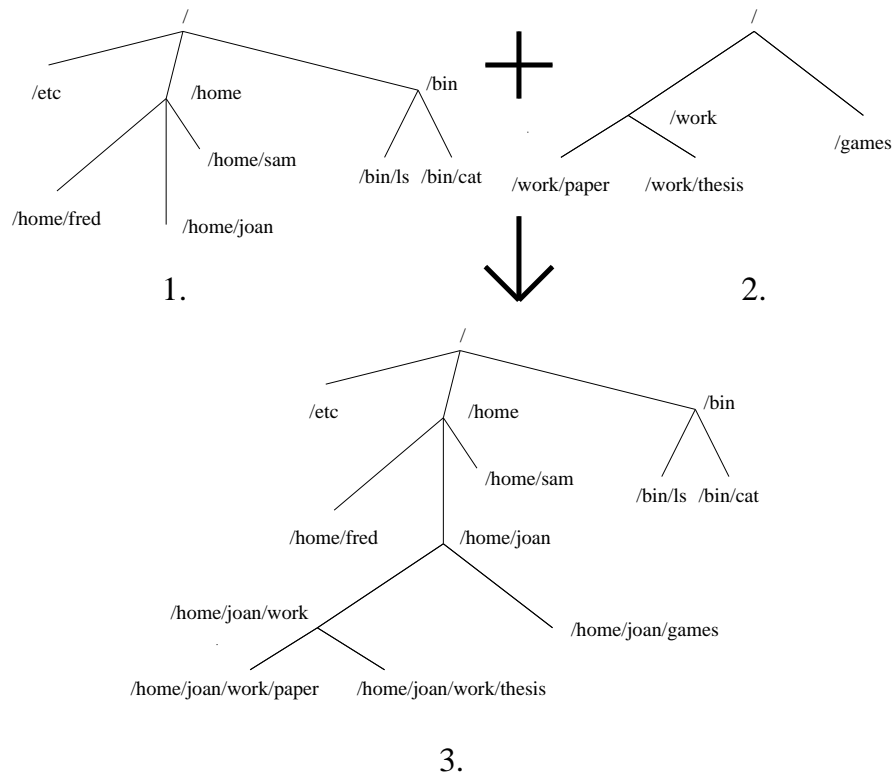 /
/
/etc
/home
/bin
/work
/games
/home/sam
/bin/ls
/bin/cat
/work/paper
/work/thesis
/home/fred
/home/joan
1.
2.
/
/etc
/home
/bin
/home/sam
/bin/ls
/bin/cat
/home/fred
/home/joan
/home/joan/work
/home/joan/games
/home/joan/work/paper
/home/joan/work/thesis
3.